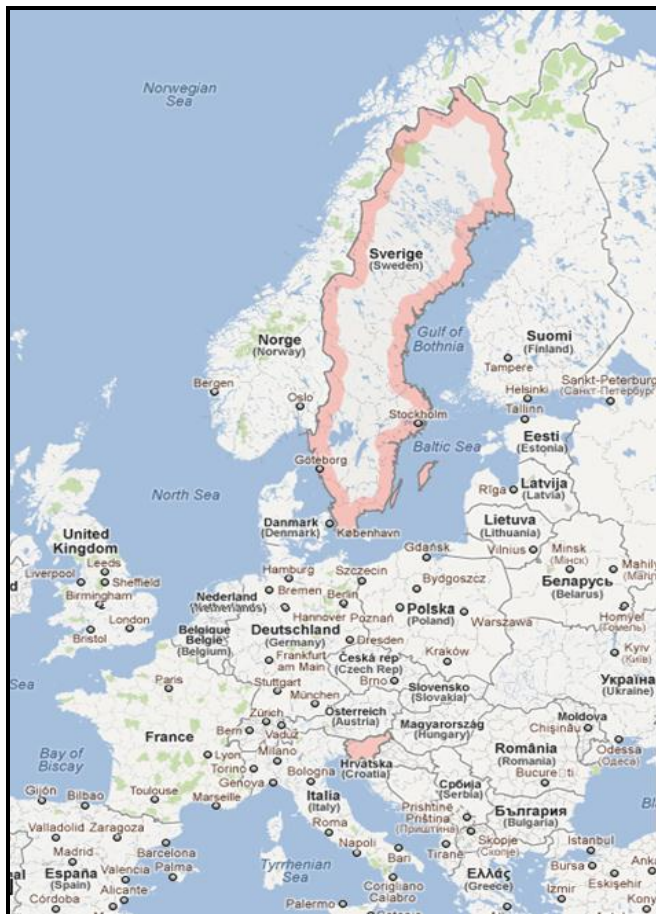 Norwegian
Sea
Sverige
(Sweden)
Norge
(Norway)
Gulf of
Bothnia
Suomi
(Finland)
Tampere
Bergen
Oslo
Helsinki
Sankt-Peterburg
(Санкт-Петербург)
Stockholm
Tallinn
Eesti
(Estonia)
Baltic Sea
Göteborg
North Sea
Rīga
Latvija
(Latvia)
Danmark
(Denmark)
København
Lietuva
(Lithuania)
United
Kingdom
Vilnius
Minsk
(Мінск)
Leeds
Liverpool
Sheffield
Birmingham
Gdańsk
Hamburg
Szczecin
Беларусь
(Belarus)
Nederland
(Netherlands)
Bremen
Berlin
Bydgoszcz
Homyel
(Гомель)
London
Bristol
Hannover
Poznań
Polska
(Poland)
Warszawa
Belgique
België
(Belgium)
Deutschland
(Germany)
Dresden
Kyiv
(Київ)
Frankfurt
am Main
Česká rep
(Czech Rep)
Kraków
Sea
Paris
Brno
Slovensko
(Slovakia)
Україна
(Ukraine)
Stuttgart
München
Österreich
(Austria)
Magyarország
(Hungary)
Moldova
Chişinău
Zürich
Bern
Vaduz
France
Bay of
Biscay
Lyon
Milano
Torino
Hrvatska
(Croatia)
România
(Romania)
Odessa
(Одеса)
Genova
Bologna
Србија
(Serbia)
Gijón
Bilbao
Toulouse
Marseille
Italia
(Italy)
Prishtinë
Priština
(Приштина)
България
(Bulgaria)
Valladolid
Zaragoza
Roma
Skopje
(Скопје)
Istanbul
Madrid
Barcelona
Napoli
Bari
Tiranë
Bursa
España
(Spain)
Valencia
Palma
Tyrrhenian
Sea
Ελλάς
(Greece)
Eskişehir
Alicante
Corigliano
Calabro
Izmir
Córdoba
Palermo